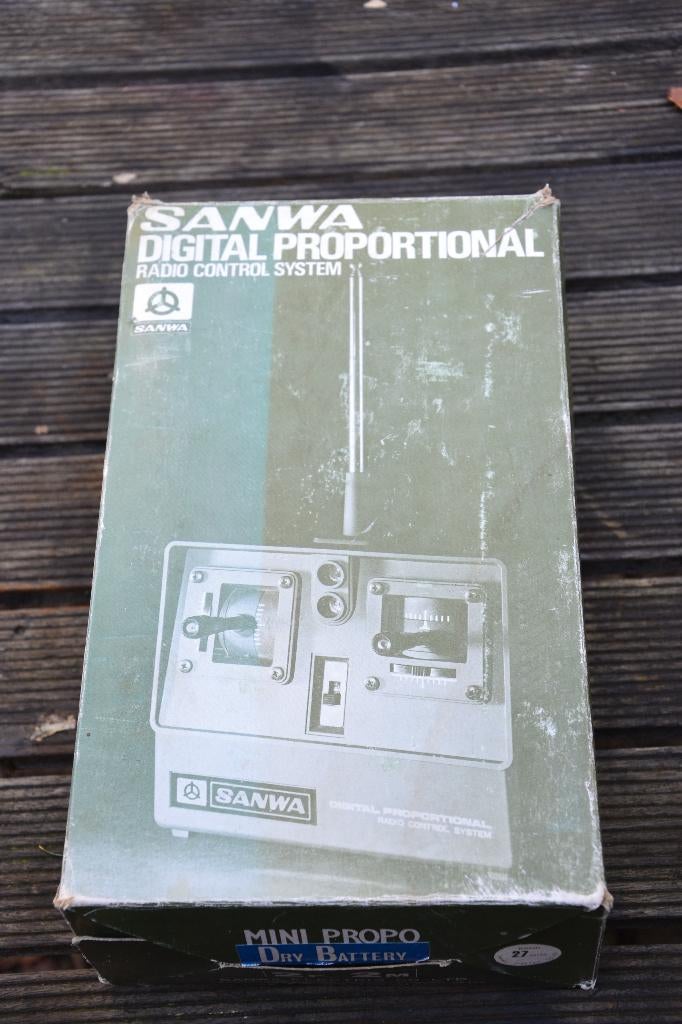 SANWA
DIGITAL PROPORTIONAL
RADIO CONTROL SYSTEM
SANWA
SANWA
DIGITAL PROPORTIONAL
RADIO CONTROL SYSTEM
MINI PROPO
DRY BATTERY
27